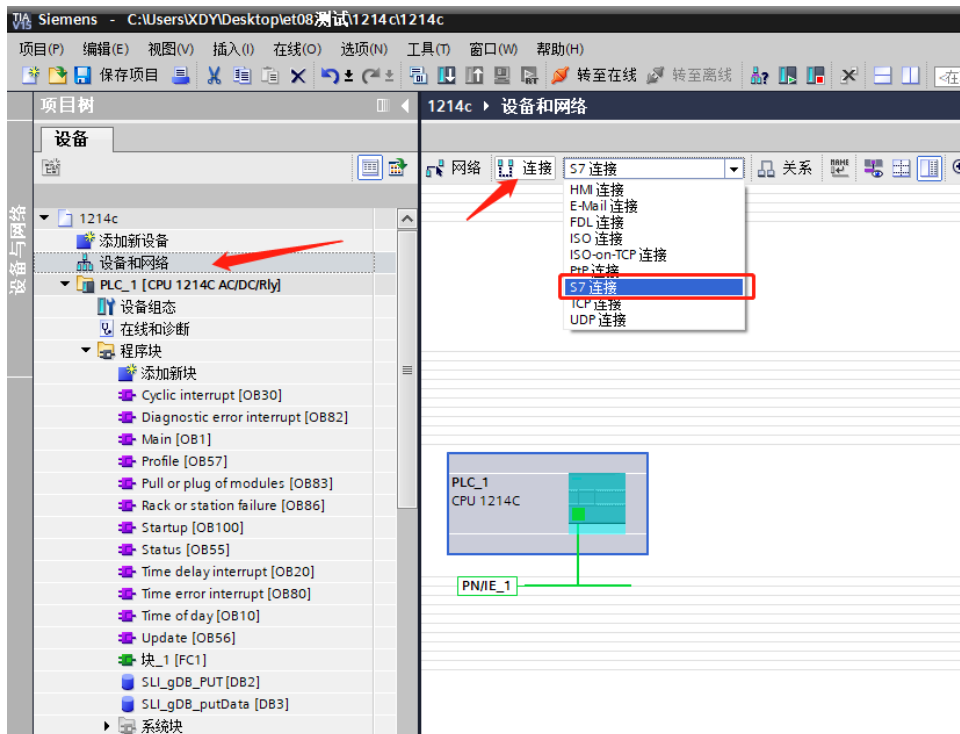 Siemens - C:\Users\XDY\Desktop\et08测试\1214c\1214c
项目(P) 编辑(E) 视图(V) 插入(I) 在线(O) 选项(N) 工具(T) 窗口(W) 帮助(H)
保存项目 转至在线 转至离线 <在
项目树
1214c 设备和网络
设备
网络 连接 S7 连接 关系
HMI 连接
E-Mail 连接
FDL 连接
ISO 连接
ISO-on-TCP 连接
PtP 连接
S7 连接
TCP 连接
UDP 连接
设备与网络
1214c
添加新设备
设备和网络
PLC_1 [CPU 1214C AC/DC/Rly]
设备组态
在线和诊断
程序块
添加新块
Cyclic interrupt [OB30]
Diagnostic error interrupt [OB82]
Main [OB1]
Profile [OB57]
Pull or plug of modules [OB83]
Rack or station failure [OB86]
Startup [OB100]
Status [OB55]
Time delay interrupt [OB20]
Time error interrupt [OB80]
Time of day [OB10]
Update [OB56]
块_1 [FC1]
SLI_gDB_PUT [DB2]
SLI_gDB_putData [DB3]
系统块
PLC_1
CPU 1214C
PN/IE_1